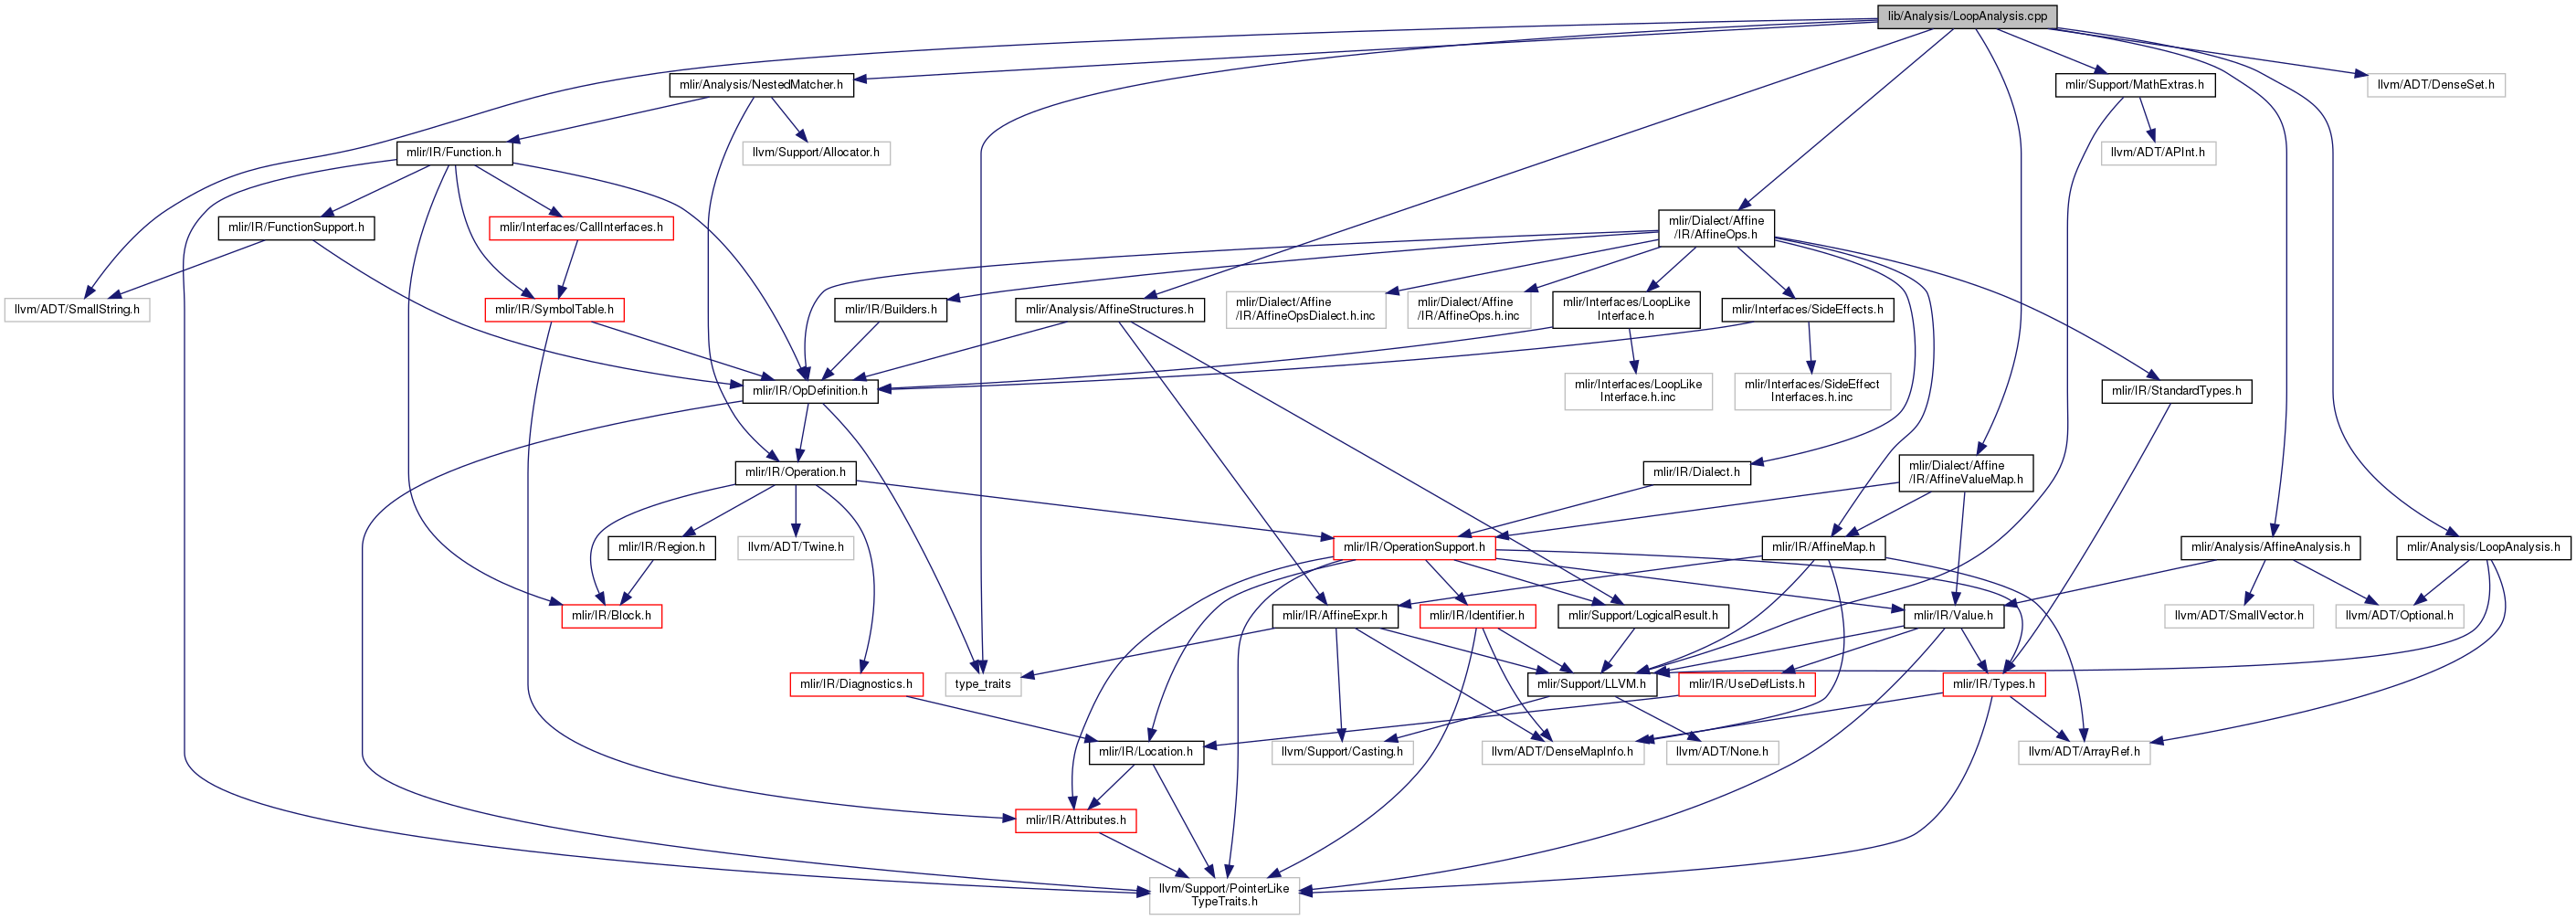 lib/Analysis/LoopAnalysis.cpp
mlir/Analysis/NestedMatcher.h
mlir/Support/MathExtras.h
llvm/ADT/DenseSet.h
mlir/IR/Function.h
llvm/Support/Allocator.h
llvm/ADT/APInt.h
mlir/IR/FunctionSupport.h
mlir/Interfaces/CallInterfaces.h
mlir/Dialect/Affine
/IR/AffineOps.h
llvm/ADT/SmallString.h
mlir/IR/SymbolTable.h
mlir/IR/Builders.h
mlir/Analysis/AffineStructures.h
mlir/Dialect/Affine
/IR/AffineOpsDialect.h.inc
mlir/Dialect/Affine
/IR/AffineOps.h.inc
mlir/Interfaces/LoopLike
Interface.h
mlir/Interfaces/SideEffects.h
mlir/IR/OpDefinition.h
mlir/Interfaces/LoopLike
Interface.h.inc
mlir/Interfaces/SideEffect
Interfaces.h.inc
mlir/IR/StandardTypes.h
mlir/IR/Operation.h
mlir/IR/Dialect.h
mlir/Dialect/Affine
/IR/AffineValueMap.h
mlir/IR/Region.h
llvm/ADT/Twine.h
mlir/IR/OperationSupport.h
mlir/IR/AffineMap.h
mlir/Analysis/AffineAnalysis.h
mlir/Analysis/LoopAnalysis.h
mlir/IR/Block.h
mlir/IR/AffineExpr.h
mlir/IR/Identifier.h
mlir/Support/LogicalResult.h
mlir/IR/Value.h
llvm/ADT/SmallVector.h
llvm/ADT/Optional.h
mlir/IR/Diagnostics.h
type_traits
mlir/Support/LLVM.h
mlir/IR/UseDefLists.h
mlir/IR/Types.h
mlir/IR/Location.h
llvm/Support/Casting.h
llvm/ADT/DenseMapInfo.h
llvm/ADT/None.h
llvm/ADT/ArrayRef.h
mlir/IR/Attributes.h
llvm/Support/PointerLike
TypeTraits.h